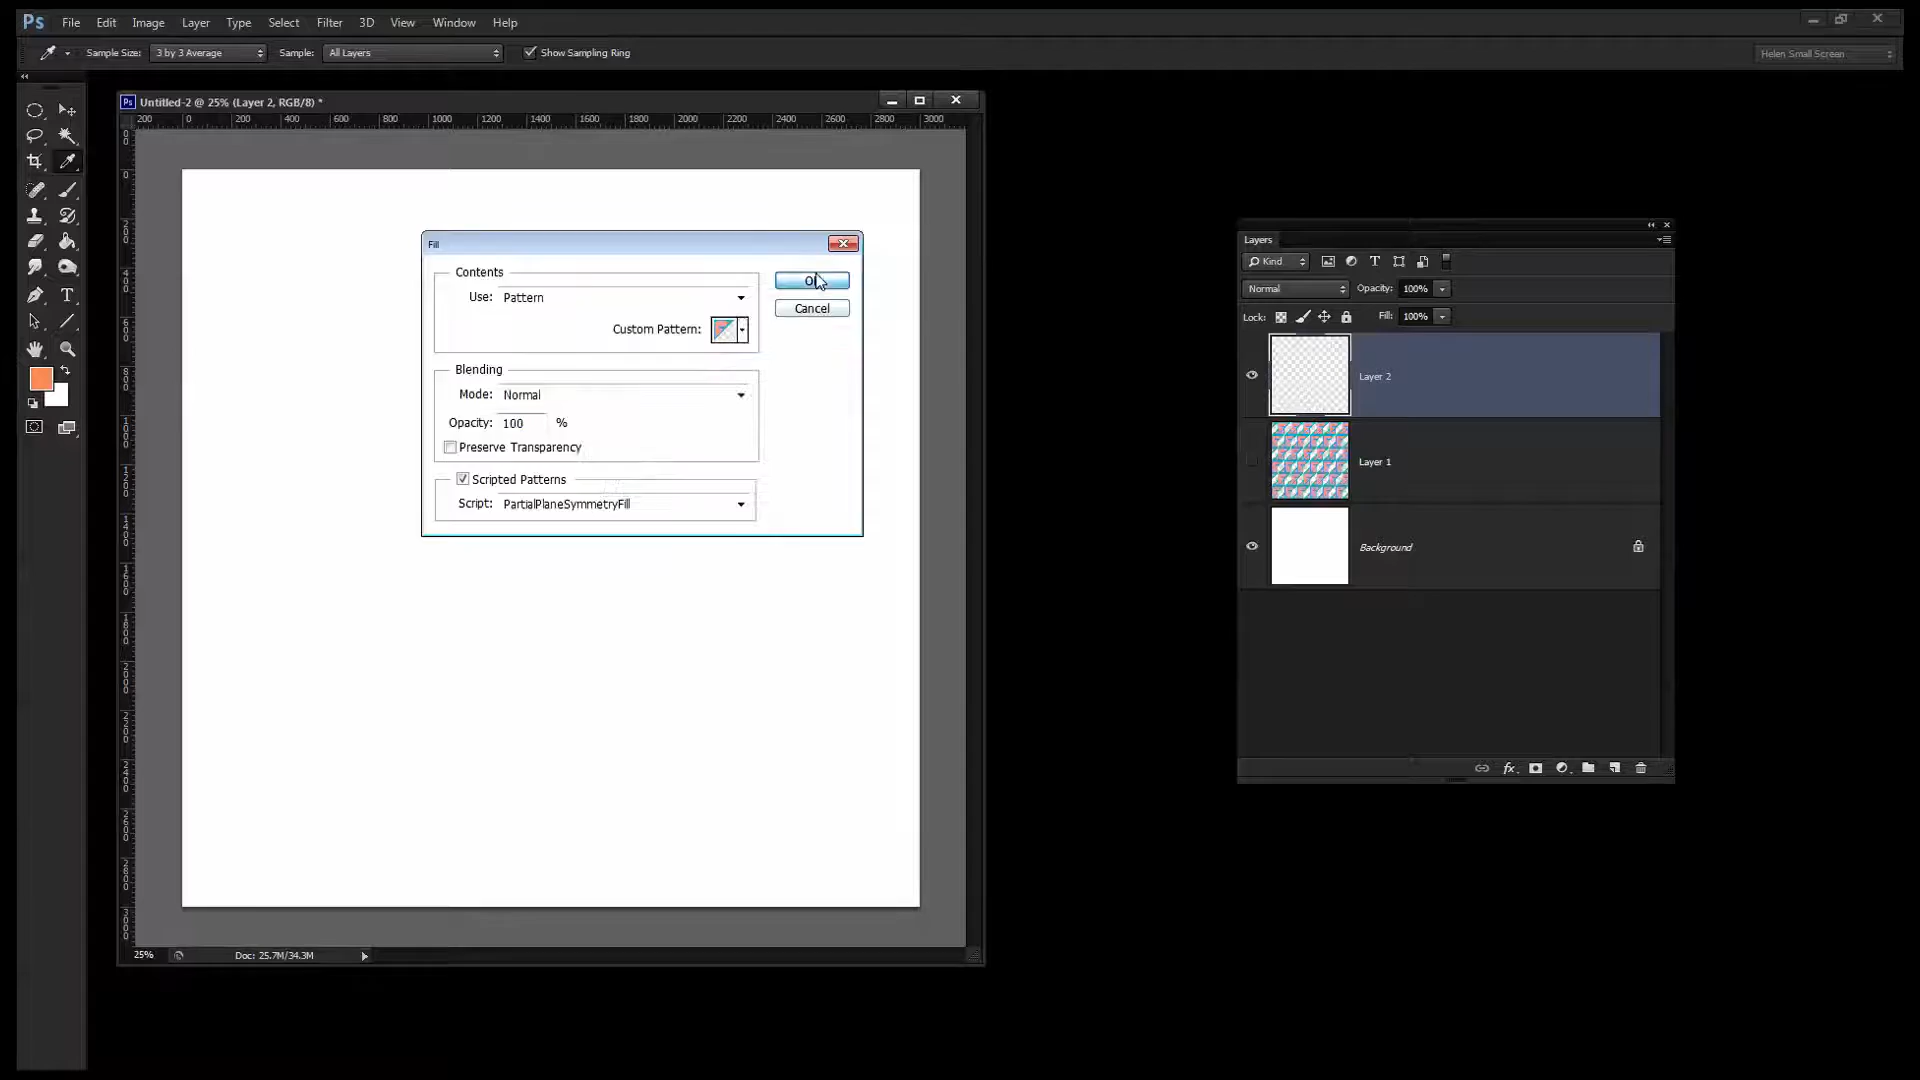 Ps File Edit Image Layer Type Select Filter 3D View Window Help
Sample Size: 3 by 3 Average Sample: All Layers Show Sampling Ring Helen Small Screen
Ps Untitled-2 @ 25% (Layer 2, RGB/8) *
200 0 200 400 600 800 1000 1200 1400 1600 1800 2000 2200 2400 2600 2800 3000
Fill
Contents
Use: Pattern
Custom Pattern:
Cancel
Blending
Mode: Normal
Opacity: 100 %
Preserve Transparency
Scripted Patterns
Script: PartialPlaneSymmetryFill
Layers
Kind
Normal Opacity: 100%
Lock: Fill: 100%
Layer 2
Layer 1
Background
25% Doc: 25.7M/34.3M